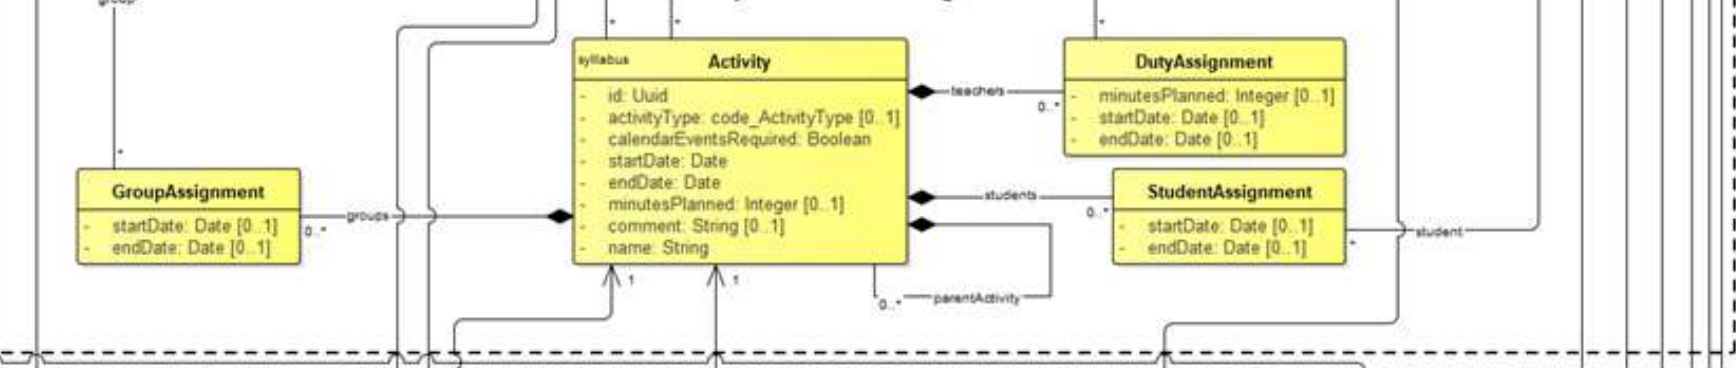 group
*
*
*
syllabus
Activity
- id: Uuid
- activityType: code_ActivityType [0..1]
- calendarEventsRequired: Boolean
- startDate: Date
- endDate: Date
- minutesPlanned: Integer [0..1]
- comment: String [0..1]
- name: String
teachers
0..*
DutyAssignment
- minutesPlanned: Integer [0..1]
- startDate: Date [0..1]
- endDate: Date [0..1]
*
GroupAssignment
- startDate: Date [0..1]
- endDate: Date [0..1]
groups
0..*
students
0..*
StudentAssignment
- startDate: Date [0..1]
- endDate: Date [0..1]
student
*
1
1
0..*
parentActivity